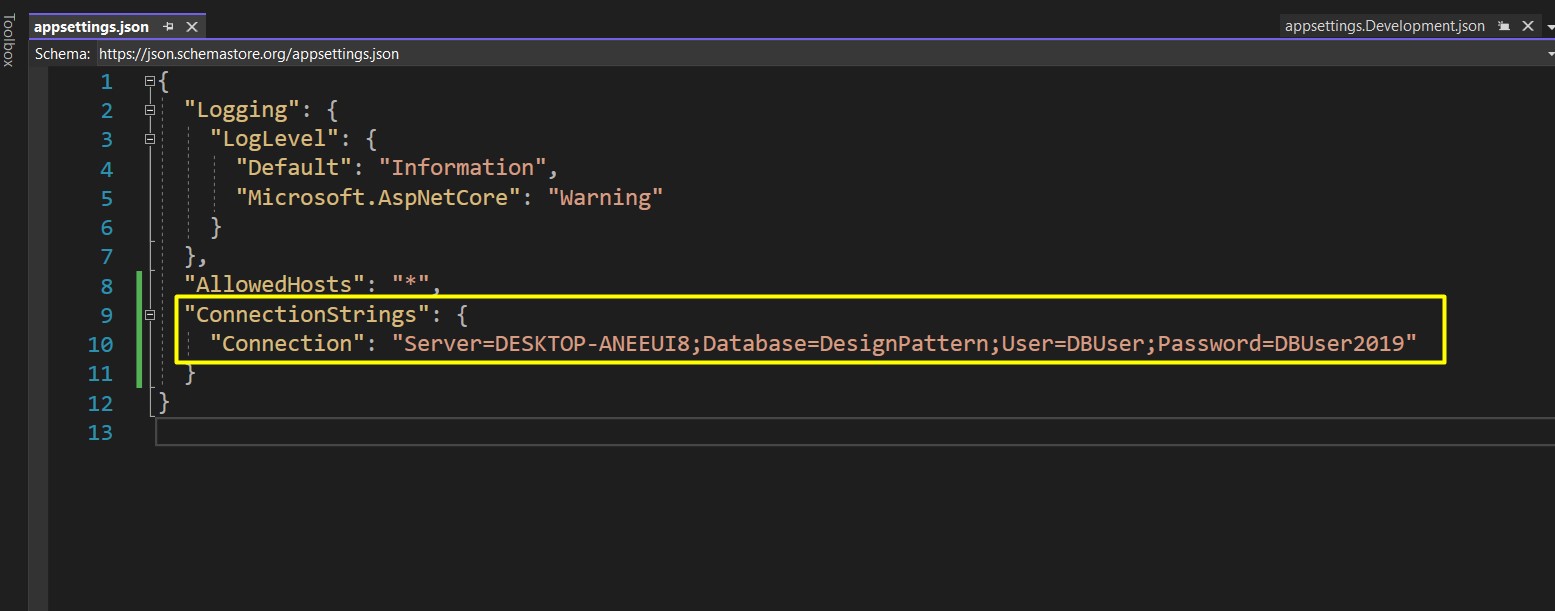 Toolbox
appsettings.json
appsettings.Development.json
Schema: https://json.schemastore.org/appsettings.json
1 {
2 "Logging": {
3 "LogLevel": {
4 "Default": "Information",
5 "Microsoft.AspNetCore": "Warning"
6 }
7 },
8 "AllowedHosts": "*",
9 "ConnectionStrings": {
10 "Connection": "Server=DESKTOP-ANEEUI8;Database=DesignPattern;User=DBUser;Password=DBUser2019"
11 }
12 }
13